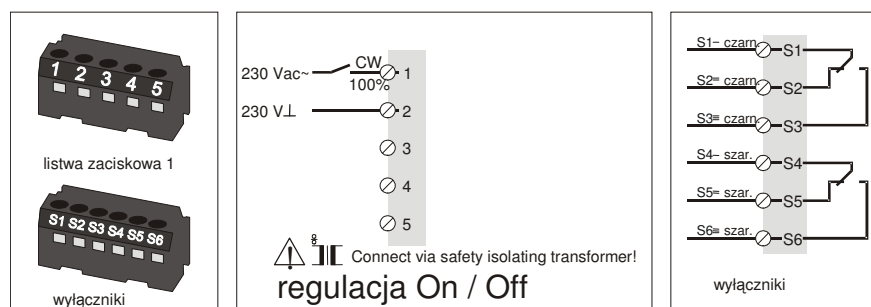 1 2 3 4 5
listwa zaciskowa 1
S1 S2 S3 S4 S5 S6
wyłączniki
230 Vac~ CW 1
100%
230 V⊥ 2
3
4
5
Connect via safety isolating transformer!
regulacja On / Off
S1− czarn. S1
S2= czarn. S2
S3≡ czarn. S3
S4− szar. S4
S5= szar. S5
S6≡ szar. S6
wyłączniki